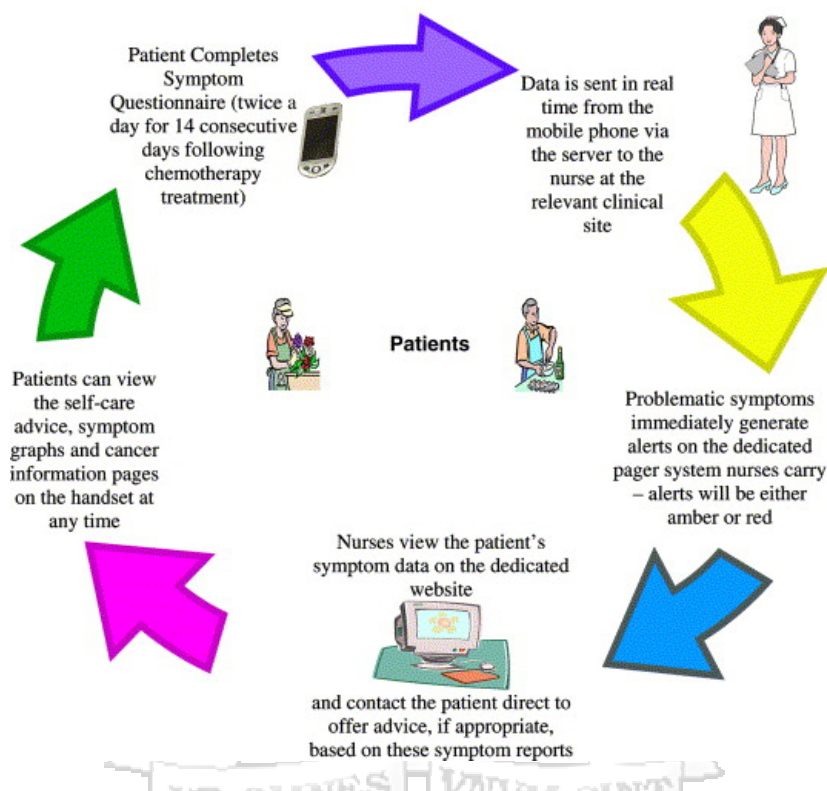 Patient Completes
Symptom
Questionnaire (twice a
day for 14 consecutive
days following
chemotherapy
treatment)
Data is sent in real
time from the
mobile phone via
the server to the
nurse at the
relevant clinical
site
Patients
Problematic symptoms
immediately generate
alerts on the dedicated
pager system nurses carry
– alerts will be either
amber or red
Nurses view the patient's
symptom data on the dedicated
website
and contact the patient direct to
offer advice, if appropriate,
based on these symptom reports
Patients can view
the self-care
advice, symptom
graphs and cancer
information pages
on the handset at
any time